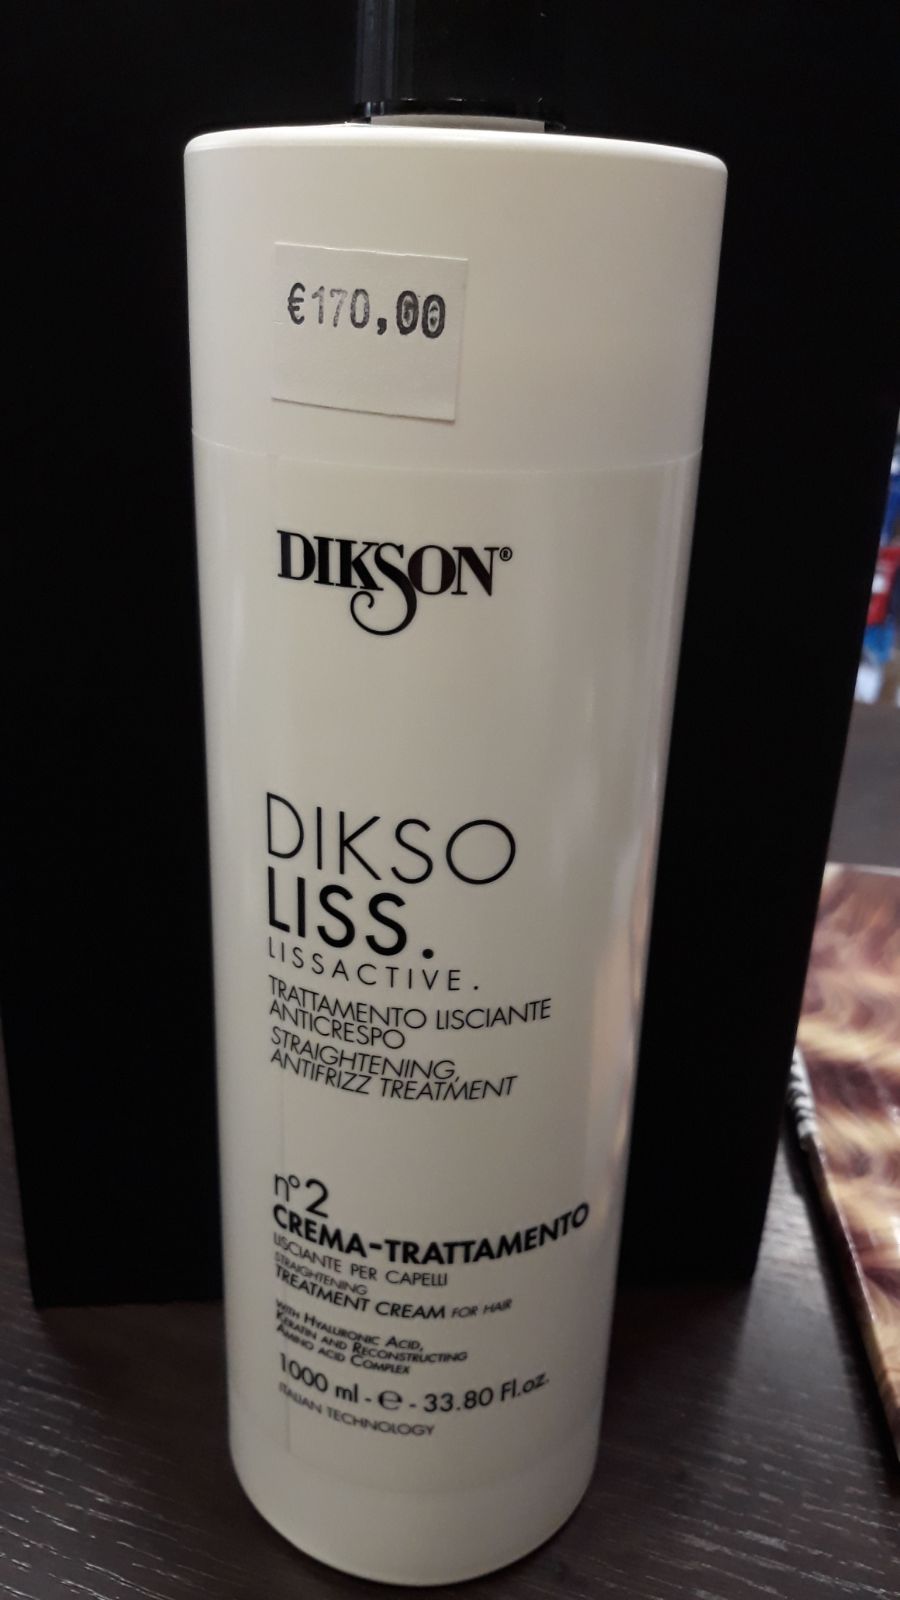 €170,00
DIKSON®
DIKSO
LISS.
LISSACTIVE.
TRATTAMENTO LISCIANTE
ANTICRESPO
STRAIGHTENING,
ANTIFRIZZ TREATMENT
n°2
CREMA-TRATTAMENTO
LISCIANTE PER CAPELLI
STRAIGHTENING
TREATMENT CREAM FOR HAIR
WITH HYALURONIC ACID,
KERATIN AND RECONSTRUCTING
AMINO ACID COMPLEX
1000 ml - e - 33.80 Fl.oz.
ITALIAN TECHNOLOGY